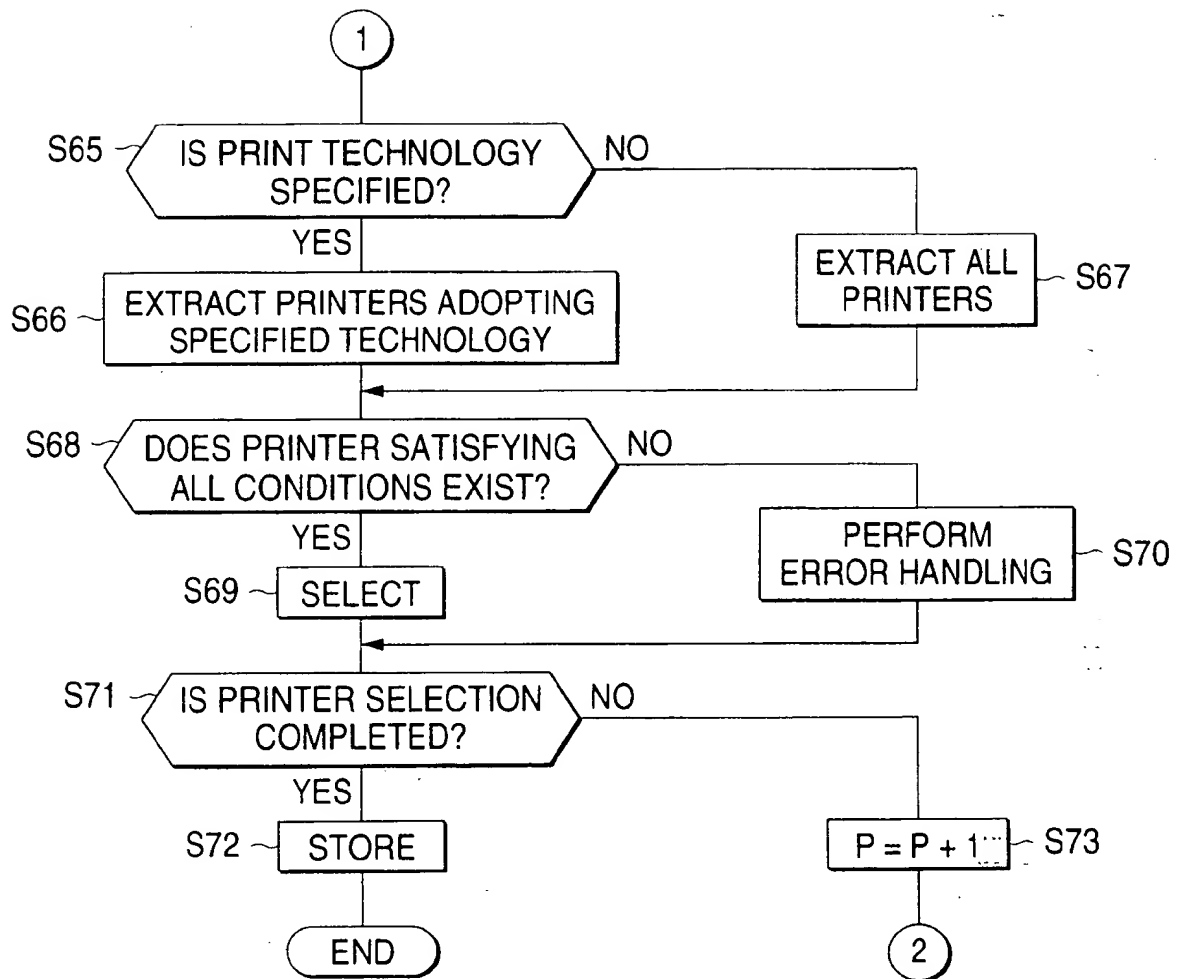 1
S65
IS PRINT TECHNOLOGY
SPECIFIED?
NO
YES
S66
EXTRACT PRINTERS ADOPTING
SPECIFIED TECHNOLOGY
EXTRACT ALL
PRINTERS
S67
S68
DOES PRINTER SATISFYING
ALL CONDITIONS EXIST?
NO
YES
S69
SELECT
PERFORM
ERROR HANDLING
S70
S71
IS PRINTER SELECTION
COMPLETED?
NO
YES
S72
STORE
P = P + 1
S73
END
2